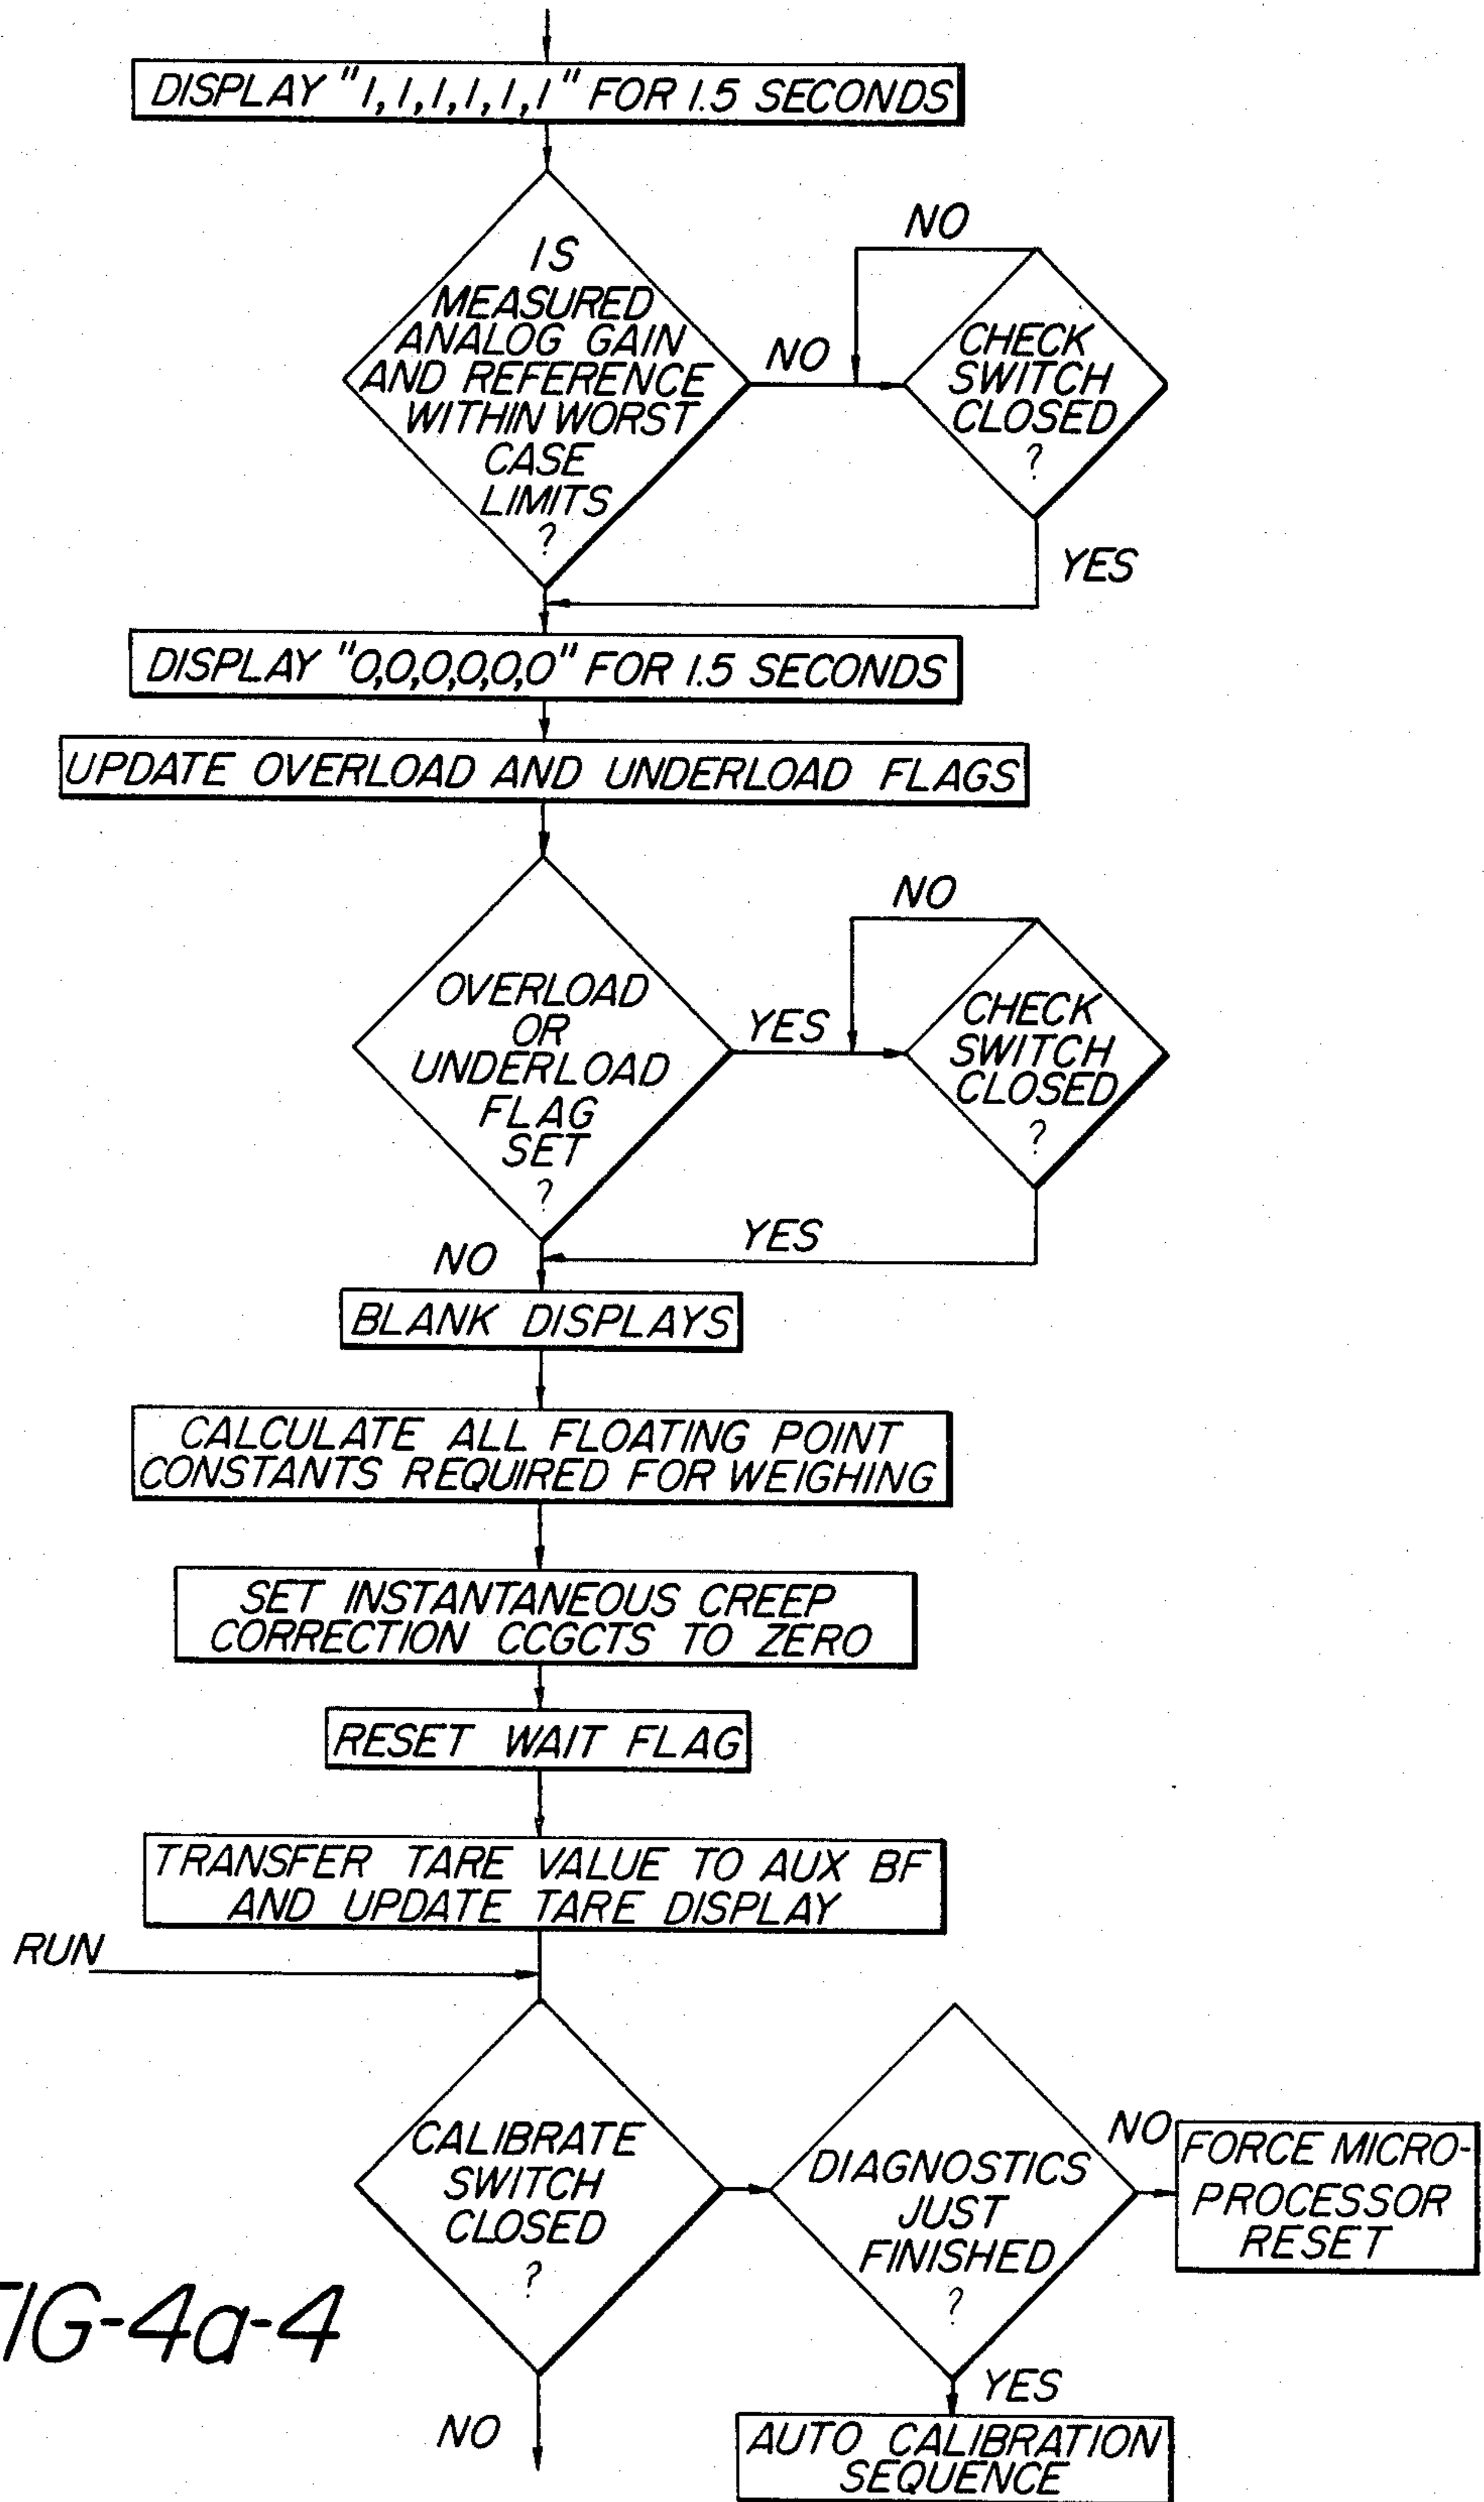 DISPLAY "1,1,1,1,1,1" FOR 1.5 SECONDS
IS
MEASURED
ANALOG GAIN
AND REFERENCE
WITHIN WORST
CASE
LIMITS
?
NO
NO
CHECK
SWITCH
CLOSED
?
YES
DISPLAY "0,0,0,0,0,0" FOR 1.5 SECONDS
UPDATE OVERLOAD AND UNDERLOAD FLAGS
OVERLOAD
OR
UNDERLOAD
FLAG
SET
?
YES
NO
CHECK
SWITCH
CLOSED
?
YES
NO
BLANK DISPLAYS
CALCULATE ALL FLOATING POINT
CONSTANTS REQUIRED FOR WEIGHING
SET INSTANTANEOUS CREEP
CORRECTION CCGCTS TO ZERO
RESET WAIT FLAG
TRANSFER TARE VALUE TO AUX BF
AND UPDATE TARE DISPLAY
RUN
CALIBRATE
SWITCH
CLOSED
?
DIAGNOSTICS
JUST
FINISHED
?
NO
FORCE MICRO-
PROCESSOR
RESET
YES
AUTO CALIBRATION
SEQUENCE
NO
FIG-4a-4